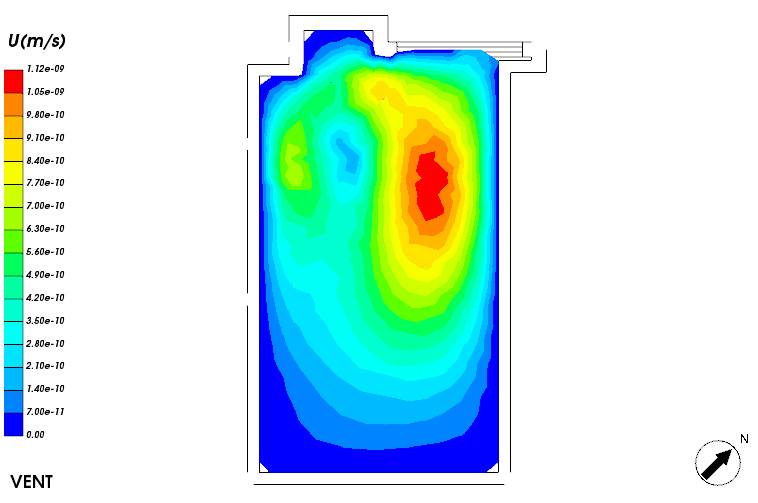 U(m/s)
1.12e-09
1.05e-09
9.80e-10
9.10e-10
8.40e-10
7.70e-10
7.00e-10
6.30e-10
5.60e-10
4.90e-10
4.20e-10
3.50e-10
2.80e-10
2.10e-10
1.40e-10
7.00e-11
0.00
N
VENT